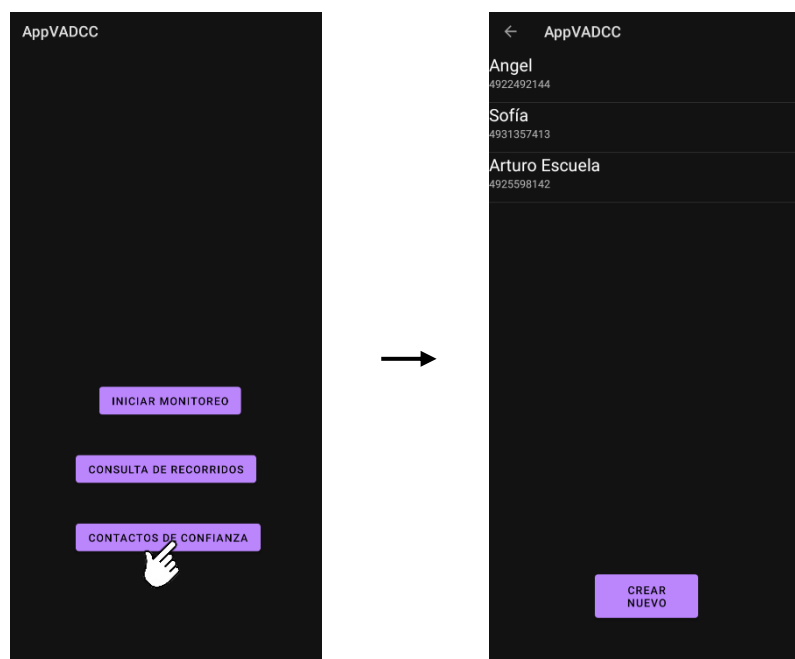 AppVADCC
INICIAR MONITOREO
CONSULTA DE RECORRIDOS
CONTACTOS DE CONFIANZA
AppVADCC
Angel
4922492144
Sofía
4931357413
Arturo Escuela
4925598142
CREAR
NUEVO